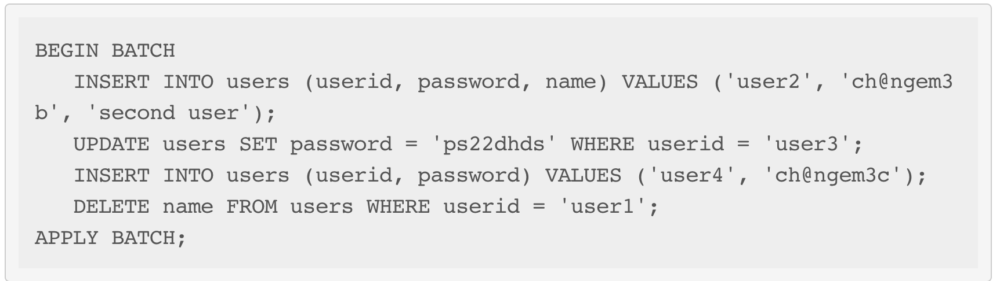 BEGIN BATCH
   INSERT INTO users (userid, password, name) VALUES ('user2', 'ch@ngem3
b', 'second user');
   UPDATE users SET password = 'ps22dhds' WHERE userid = 'user3';
   INSERT INTO users (userid, password) VALUES ('user4', 'ch@ngem3c');
   DELETE name FROM users WHERE userid = 'user1';
APPLY BATCH;